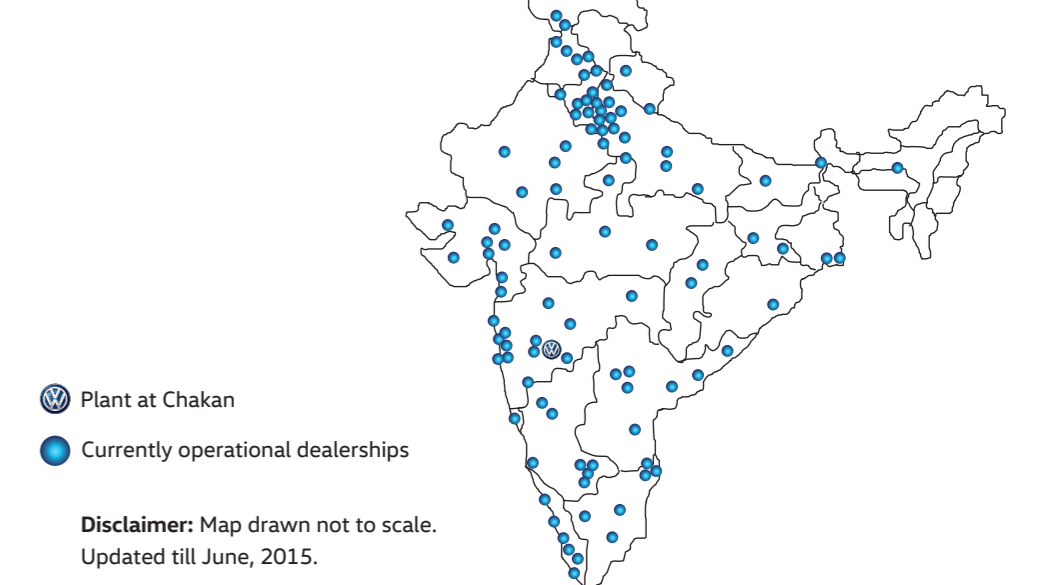 Plant at Chakan
Currently operational dealerships
Disclaimer: Map drawn not to scale.
Updated till June, 2015.